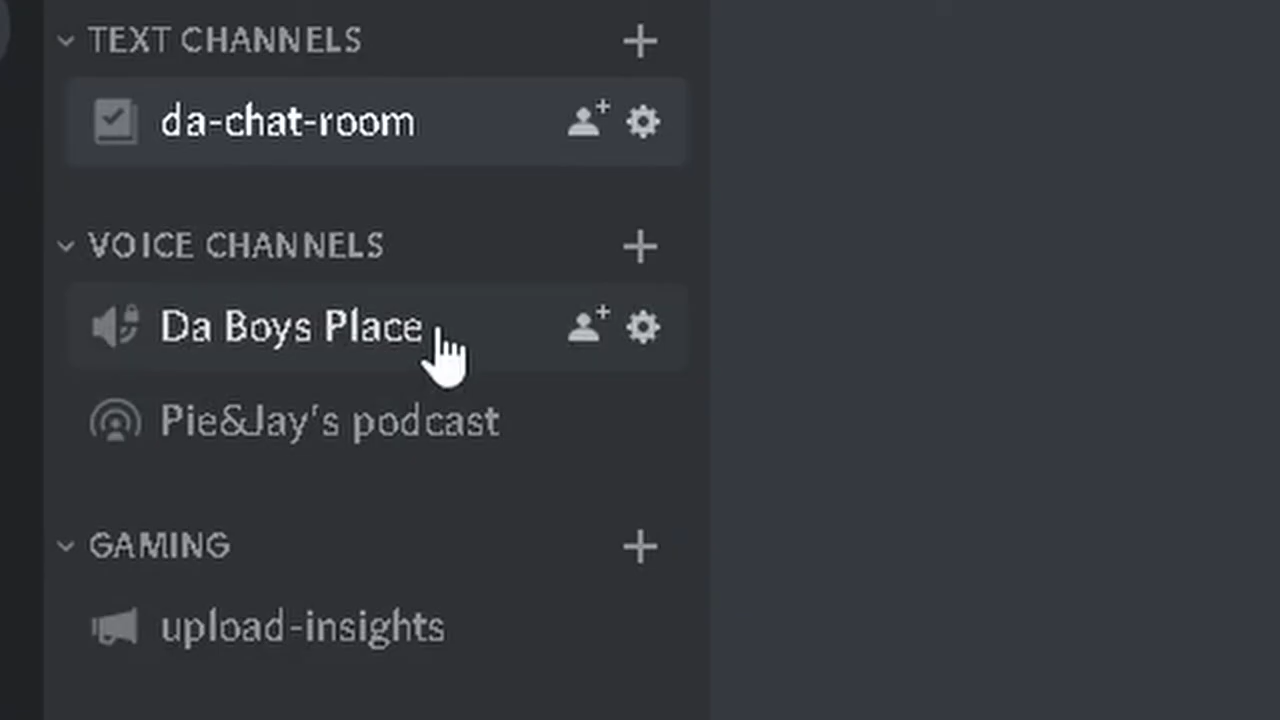 TEXT CHANNELS
da-chat-room
VOICE CHANNELS
Da Boys Place
Pie&Jay's podcast
GAMING
upload-insights